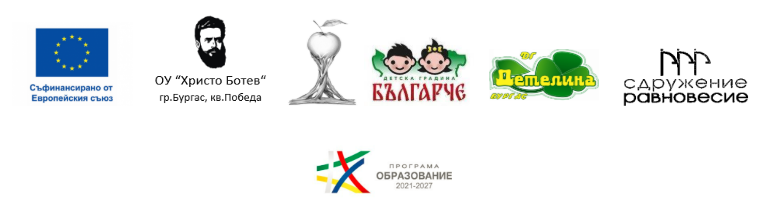 Съфинансирано от
Европейския съюз
ОУ “Христо Ботев“
гр.Бургас, кв.Победа
ДЕТСКА ГРАДИНА
БЪЛГАРЧЕ
ДГ
Детелина
сдружение
равновесие
ПРОГРАМА
ОБРАЗОВАНИЕ
2021-2027